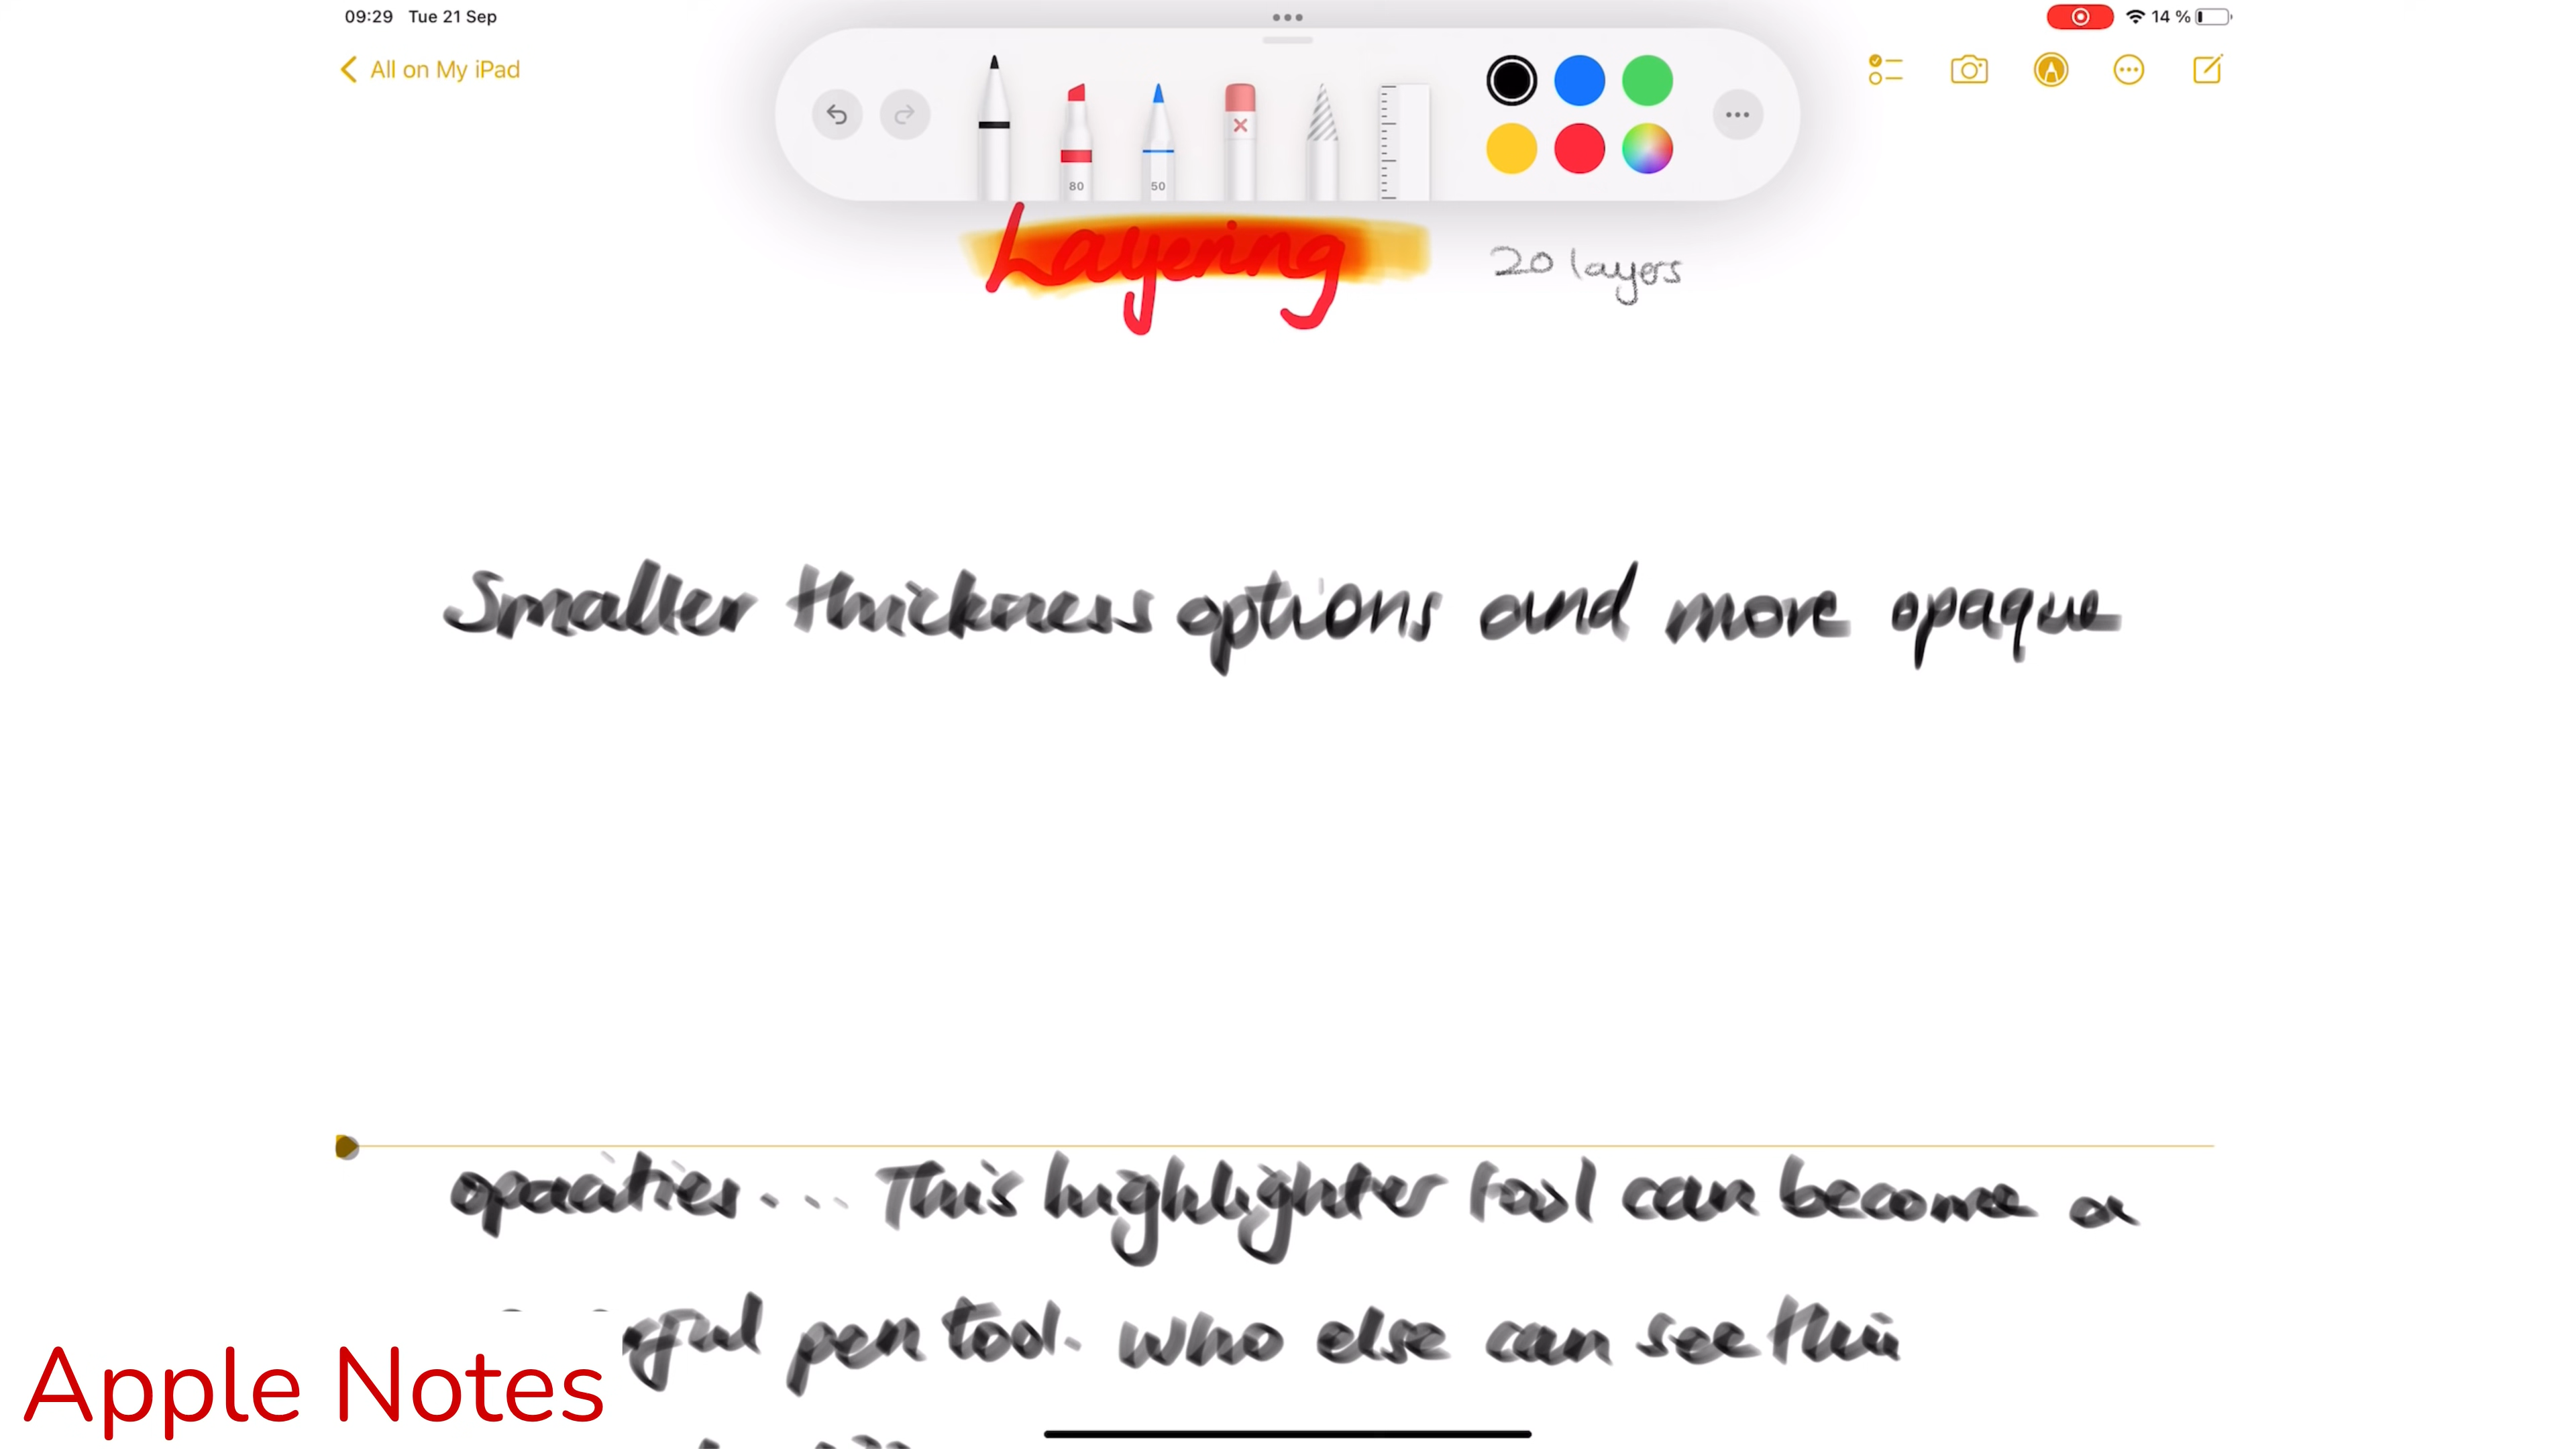 09:29 Tue 21 Sep
14 %
All on My iPad
80
50
Layering
20 layers
Smaller thickness options and more opaque
opacities... This highlighter tool can become a
pen tool. who else can see this
Apple Notes